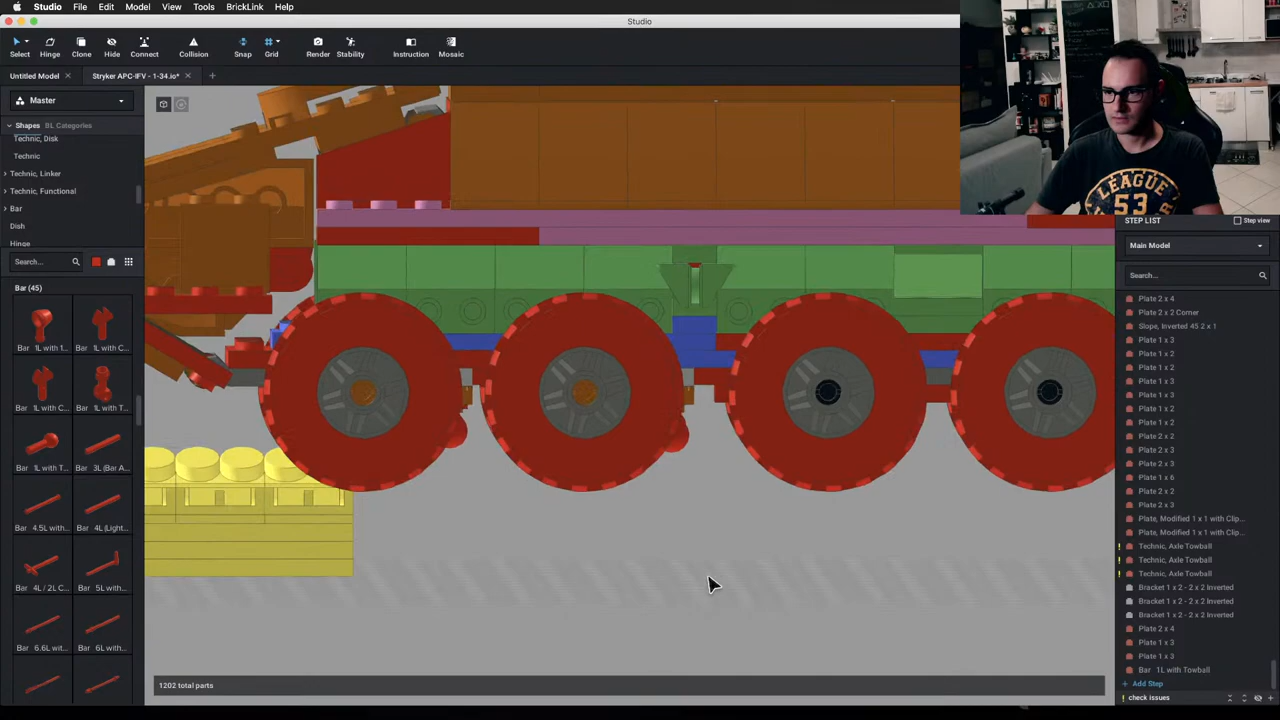 Studio File Edit Model View Tools BrickLink Help
Studio
Select Hinge Clone Hide Connect Collision Snap Grid Render Stability Instruction Mosaic
Untitled Model × Stryker APC-IFV - 1-34.io* × +
Master
Shapes BL Categories
Technic, Disk
Technic
Technic, Linker
Technic, Functional
Bar
Dish
Hinge
Search...
Bar (45)
Bar 1L with 1... Bar 1L with C...
Bar 1L with C... Bar 1L with T...
Bar 1L with T... Bar 3L (Bar A...
Bar 4.5L with... Bar 4L (Light...
Bar 4L / 2L C... Bar 5L with...
Bar 6.6L wit... Bar 6L with...
1202 total parts
LEAGUE
53
STEP LIST Step view
Main Model
Search...
Plate 2 x 4
Plate 2 x 2 Corner
Slope, Inverted 45 2 x 1
Plate 1 x 3
Plate 1 x 2
Plate 1 x 2
Plate 1 x 3
Plate 1 x 3
Plate 1 x 2
Plate 1 x 2
Plate 2 x 2
Plate 2 x 3
Plate 2 x 3
Plate 1 x 6
Plate 2 x 2
Plate 2 x 3
Plate, Modified 1 x 1 with Clip...
Plate, Modified 1 x 1 with Clip...
! Technic, Axle Towball
! Technic, Axle Towball
! Technic, Axle Towball
Bracket 1 x 2 - 2 x 2 Inverted
Bracket 1 x 2 - 2 x 2 Inverted
Bracket 1 x 2 - 2 x 2 Inverted
Plate 2 x 4
Plate 1 x 3
Plate 1 x 3
Bar 1L with Towball
+ Add Step
! check issues